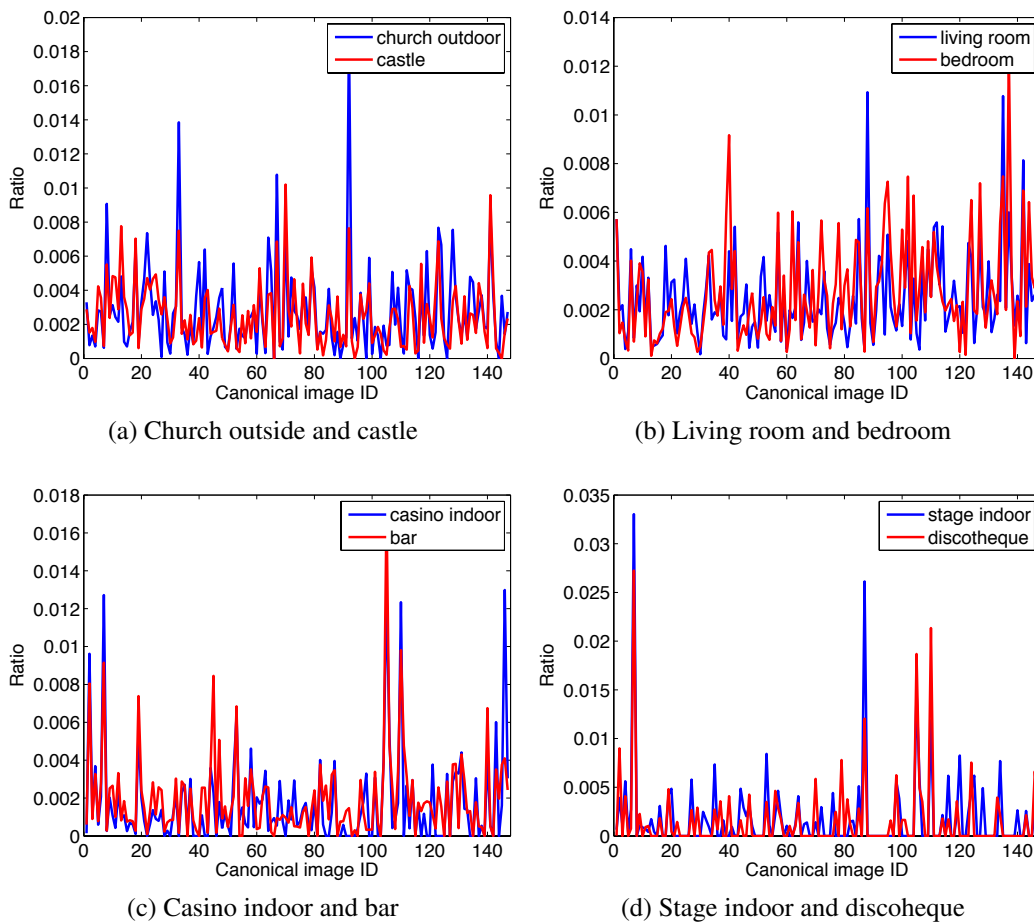 0.02
0.018
0.016
0.014
0.012
0.01
0.008
0.006
0.004
0.002
0
Ratio
church outdoor
castle
0 20 40 60 80 100 120 140
Canonical image ID
(a) Church outside and castle
0.014
0.012
0.01
0.008
0.006
0.004
0.002
0
Ratio
living room
bedroom
0 20 40 60 80 100 120 140
Canonical image ID
(b) Living room and bedroom
0.018
0.016
0.014
0.012
0.01
0.008
0.006
0.004
0.002
0
Ratio
casino indoor
bar
0 20 40 60 80 100 120 140
Canonical image ID
(c) Casino indoor and bar
0.035
0.03
0.025
0.02
0.015
0.01
0.005
0
Ratio
stage indoor
discotheque
0 20 40 60 80 100 120 140
Canonical image ID
(d) Stage indoor and discotheque